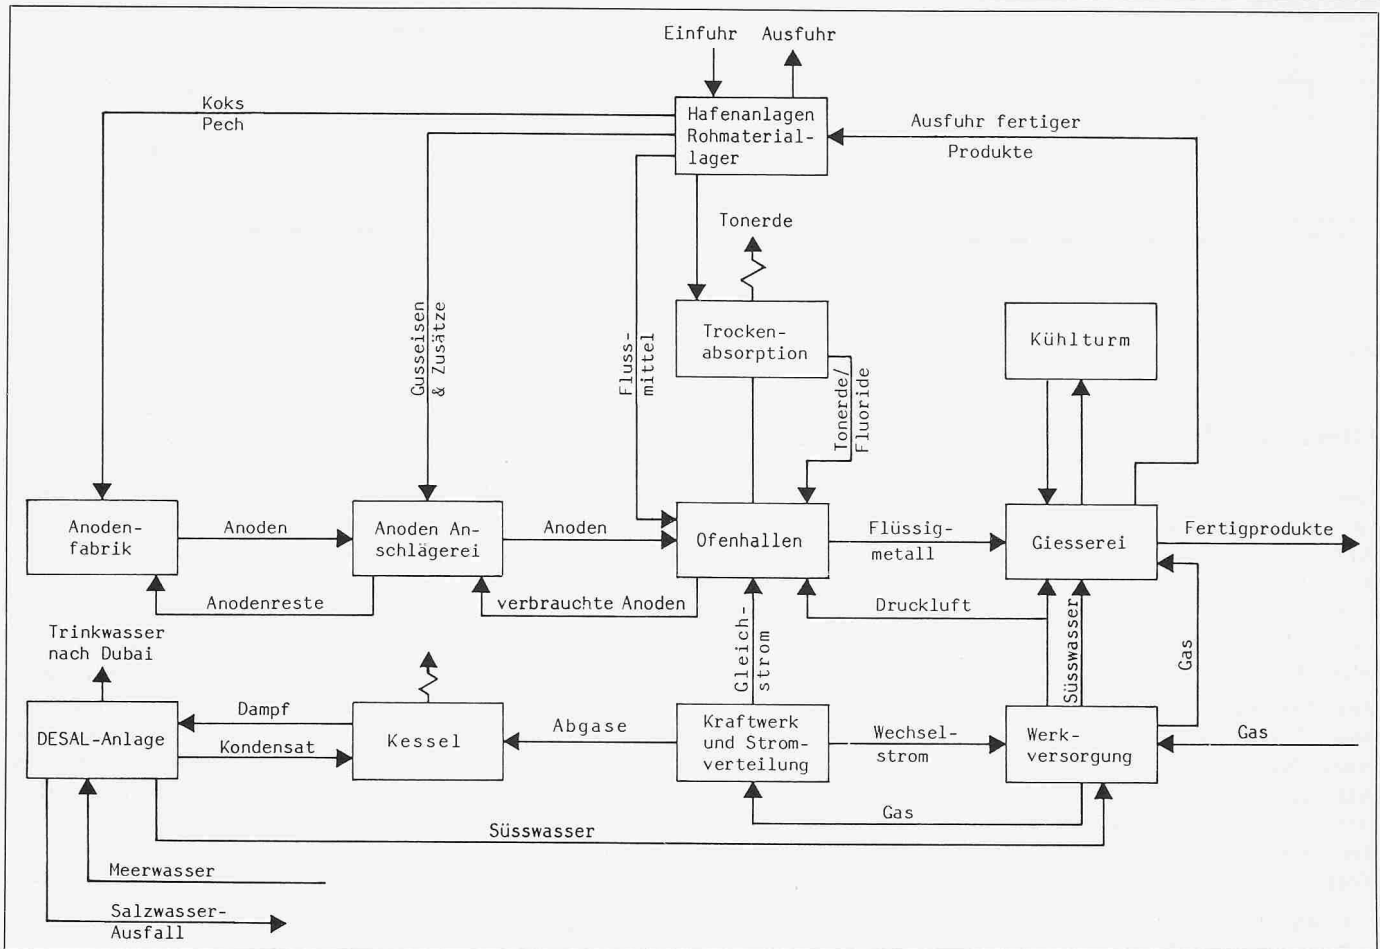 Einfuhr
Ausfuhr
Koks
Pech
Hafenanlagen
Rohmaterial-
lager
Ausfuhr fertiger
Produkte
Tonerde
Gusseisen
& Zusätze
Fluss-
mittel
Trocken-
absorption
Tonerde/
Fluoride
Kühlturm
Anoden-
fabrik
Anoden
Anoden An-
schlägerei
Anoden
Ofenhallen
Flüssig-
metall
Giesserei
Fertigprodukte
Anodenreste
verbrauchte Anoden
Druckluft
Trinkwasser
nach Dubai
Gleich-
strom
Süsswasser
Gas
DESAL-Anlage
Dampf
Kondensat
Kessel
Abgase
Kraftwerk
und Strom-
verteilung
Wechsel-
strom
Werk-
versorgung
Gas
Gas
Süsswasser
Meerwasser
Salzwasser-
Ausfall